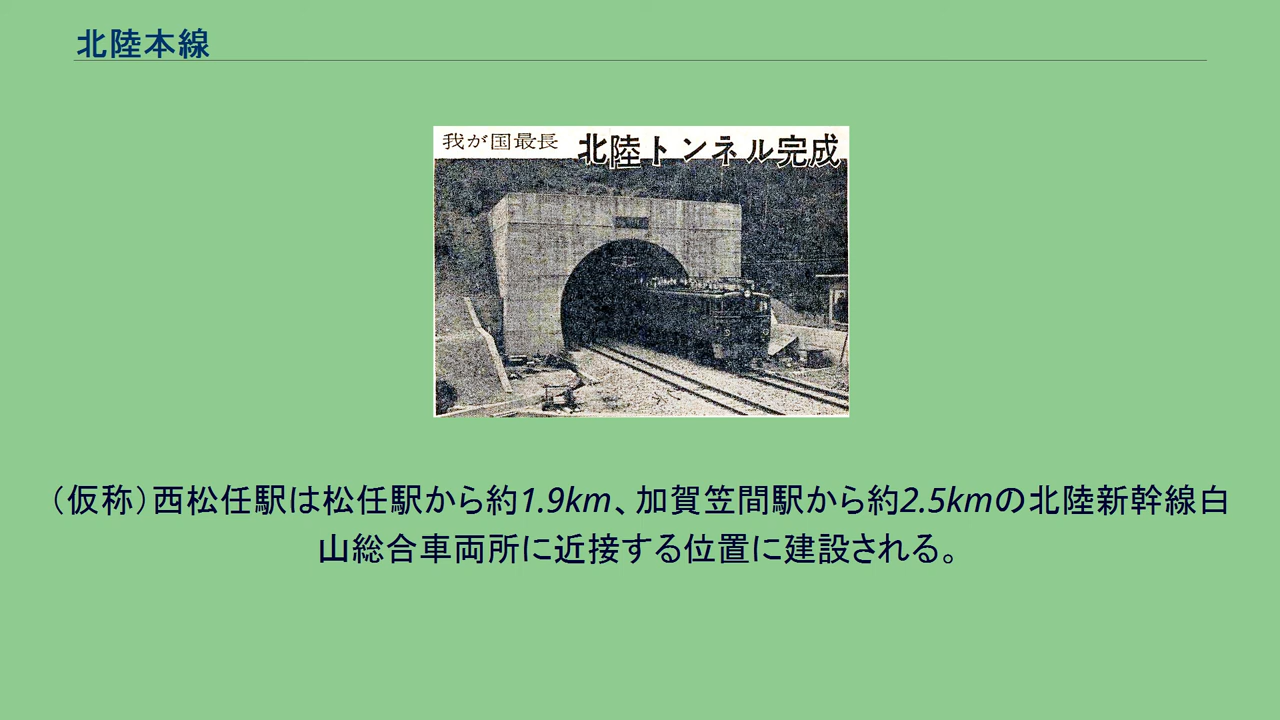 北陸本線
我が国最長 北陸トンネル完成
（仮称）西松任駅は松任駅から約1.9km、加賀笠間駅から約2.5kmの北陸新幹線白
山総合車両所に近接する位置に建設される。